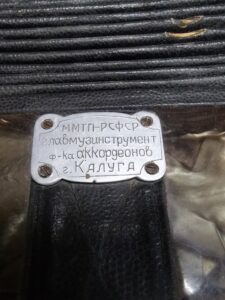 ММТП-РСФСР
главмузинструмент
ф-ка аккордеонов
г. КАЛУГА